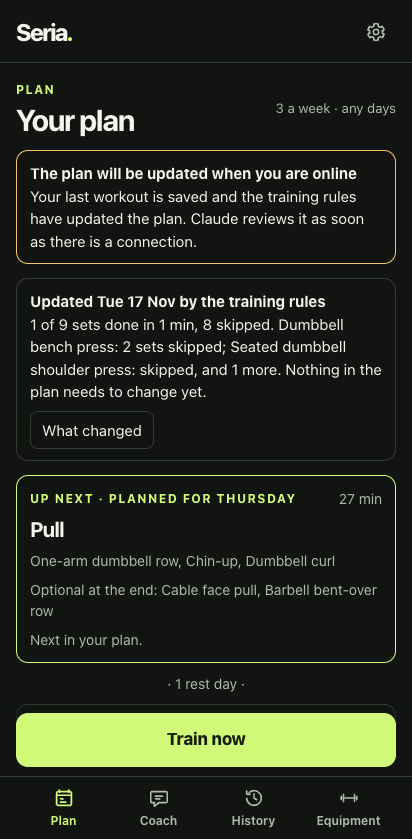 Seria.
PLAN
Your plan
3 a week · any days
The plan will be updated when you are online
Your last workout is saved and the training rules
have updated the plan. Claude reviews it as soon
as there is a connection.
Updated Tue 17 Nov by the training rules
1 of 9 sets done in 1 min, 8 skipped. Dumbbell
bench press: 2 sets skipped; Seated dumbbell
shoulder press: skipped, and 1 more. Nothing in the
plan needs to change yet.
What changed
UP NEXT · PLANNED FOR THURSDAY
27 min
Pull
One-arm dumbbell row, Chin-up, Dumbbell curl
Optional at the end: Cable face pull, Barbell bent-over
row
Next in your plan.
· 1 rest day ·
Train now
Plan
Coach
History
Equipment